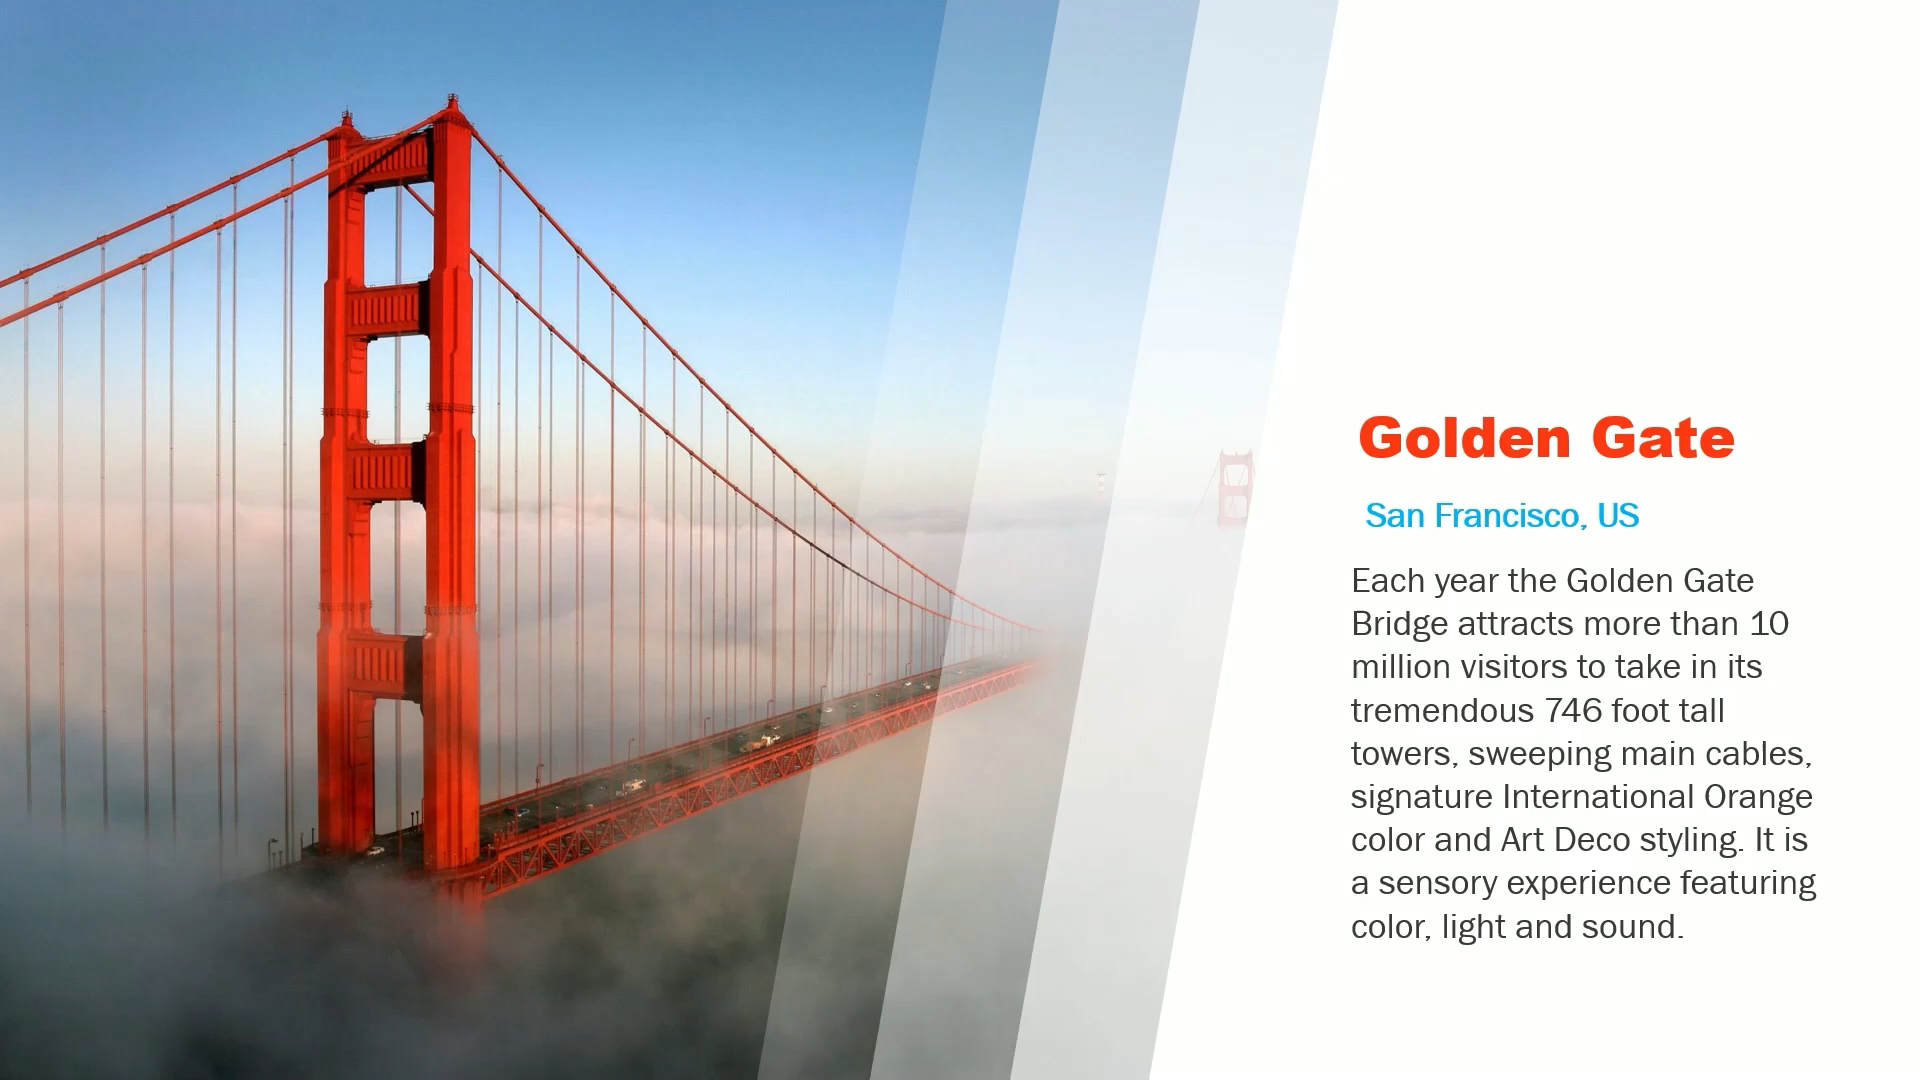 Golden Gate
San Francisco, US
Each year the Golden Gate
Bridge attracts more than 10
million visitors to take in its
tremendous 746 foot tall
towers, sweeping main cables,
signature International Orange
color and Art Deco styling. It is
a sensory experience featuring
color, light and sound.